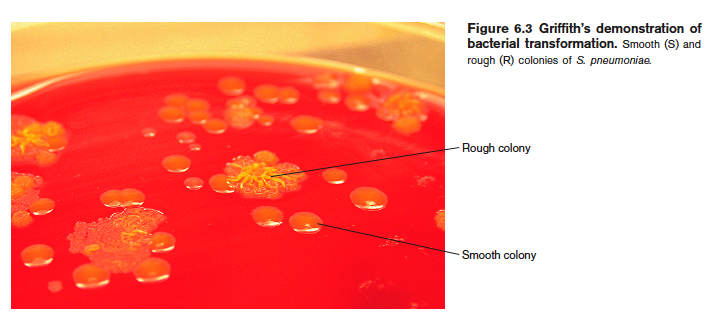 Figure 6.3 Griffith's demonstration of
bacterial transformation. Smooth (S) and
rough (R) colonies of S. pneumoniae.
Rough colony
Smooth colony